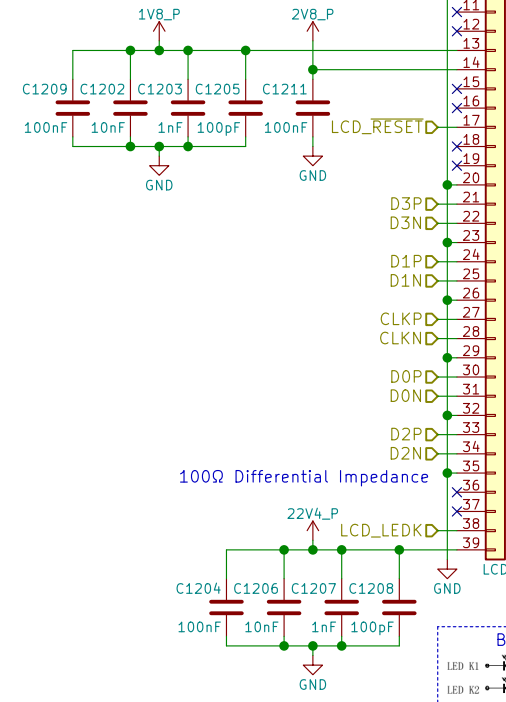 1V8_P
2V8_P
11
12
13
14
C1209 C1202 C1203 C1205 C1211
15
16
100nF 10nF 1nF 100pF 100nF
LCD_RESET
17
18
GND
GND
19
20
D3P 21
D3N 22
23
D1P 24
D1N 25
26
CLKP 27
CLKN 28
29
D0P 30
D0N 31
32
D2P 33
D2N 34
35
100Ω Differential Impedance
36
37
22V4_P
LCD_LEDK 38
39
LCD
GND
C1204 C1206 C1207 C1208
100nF 10nF 1nF 100pF
GND
B
LED K1
LED K2